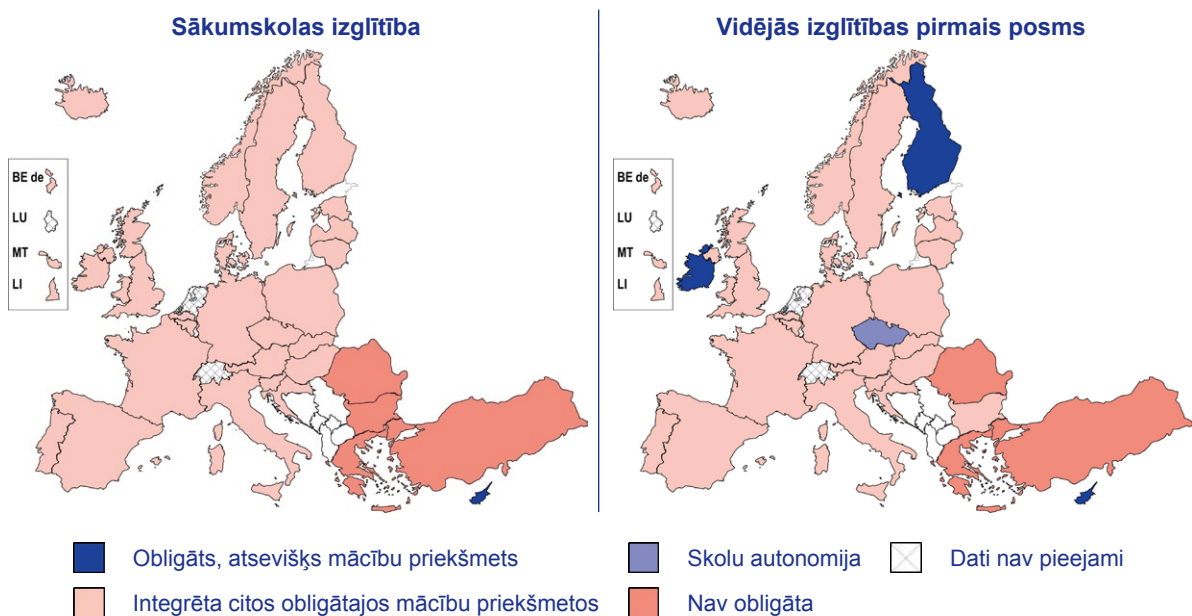 Sākumskolas izglītība
BE de
LU
MT
LI
Vidējās izglītības pirmais posms
BE de
LU
MT
LI
Obligāts, atsevišķs mācību priekšmets
Skolu autonomija
Dati nav pieejami
Integrēta citos obligātajos mācību priekšmetos
Nav obligāta